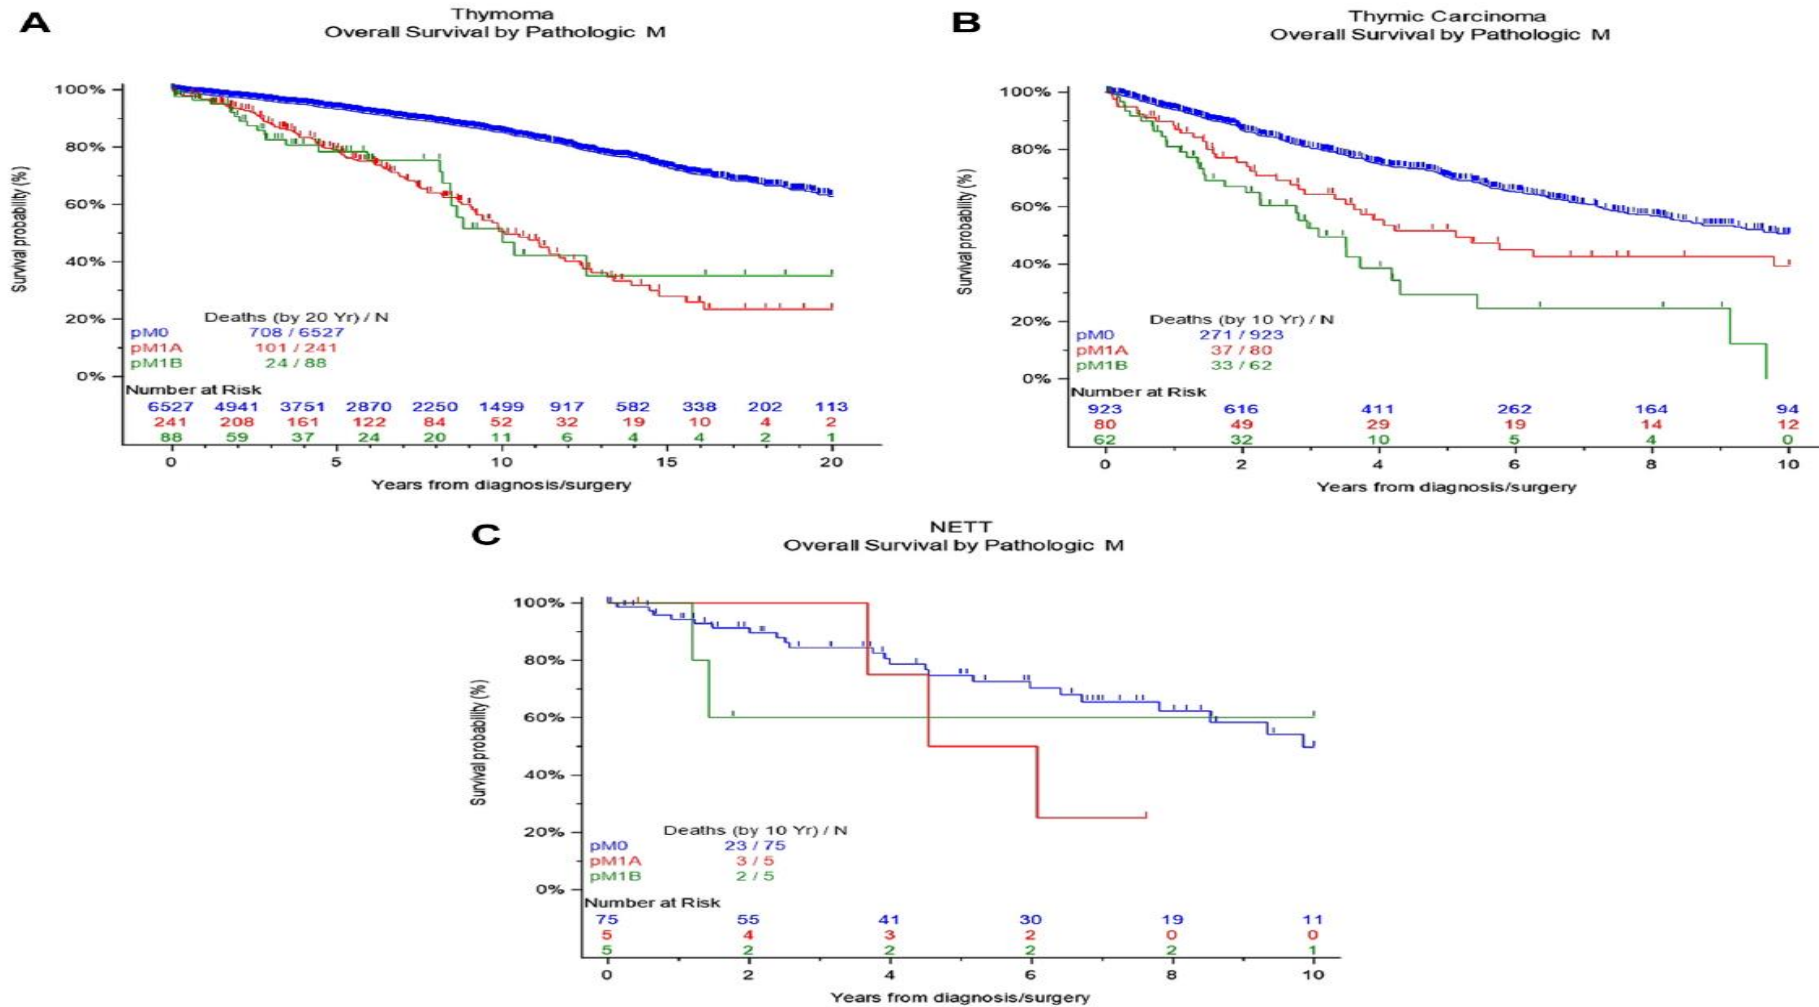 A
Thymoma
Overall Survival by Pathologic M
Survival probability (%)
100%
80%
60%
40%
20%
0%
Deaths (by 20 Yr) / N
pM0 708 / 6527
pM1A 101 / 241
pM1B 24 / 88
Number at Risk
6527 4941 3751 2870 2250 1499 917 582 338 202 113
241 208 161 122 84 52 32 19 10 4 2
88 59 37 24 20 11 6 4 4 2 1
0 5 10 15 20
Years from diagnosis/surgery
B
Thymic Carcinoma
Overall Survival by Pathologic M
Survival probability (%)
100%
80%
60%
40%
20%
0%
Deaths (by 10 Yr) / N
pM0 271 / 923
pM1A 37 / 80
pM1B 33 / 62
Number at Risk
923 616 411 262 164 94
80 49 29 19 14 12
62 32 10 5 4 0
0 2 4 6 8 10
Years from diagnosis/surgery
C
NETT
Overall Survival by Pathologic M
Survival probability (%)
100%
80%
60%
40%
20%
0%
Deaths (by 10 Yr) / N
pM0 23 / 75
pM1A 3 / 5
pM1B 2 / 5
Number at Risk
75 55 41 30 19 11
5 4 3 2 0 0
5 2 2 2 2 1
0 2 4 6 8 10
Years from diagnosis/surgery